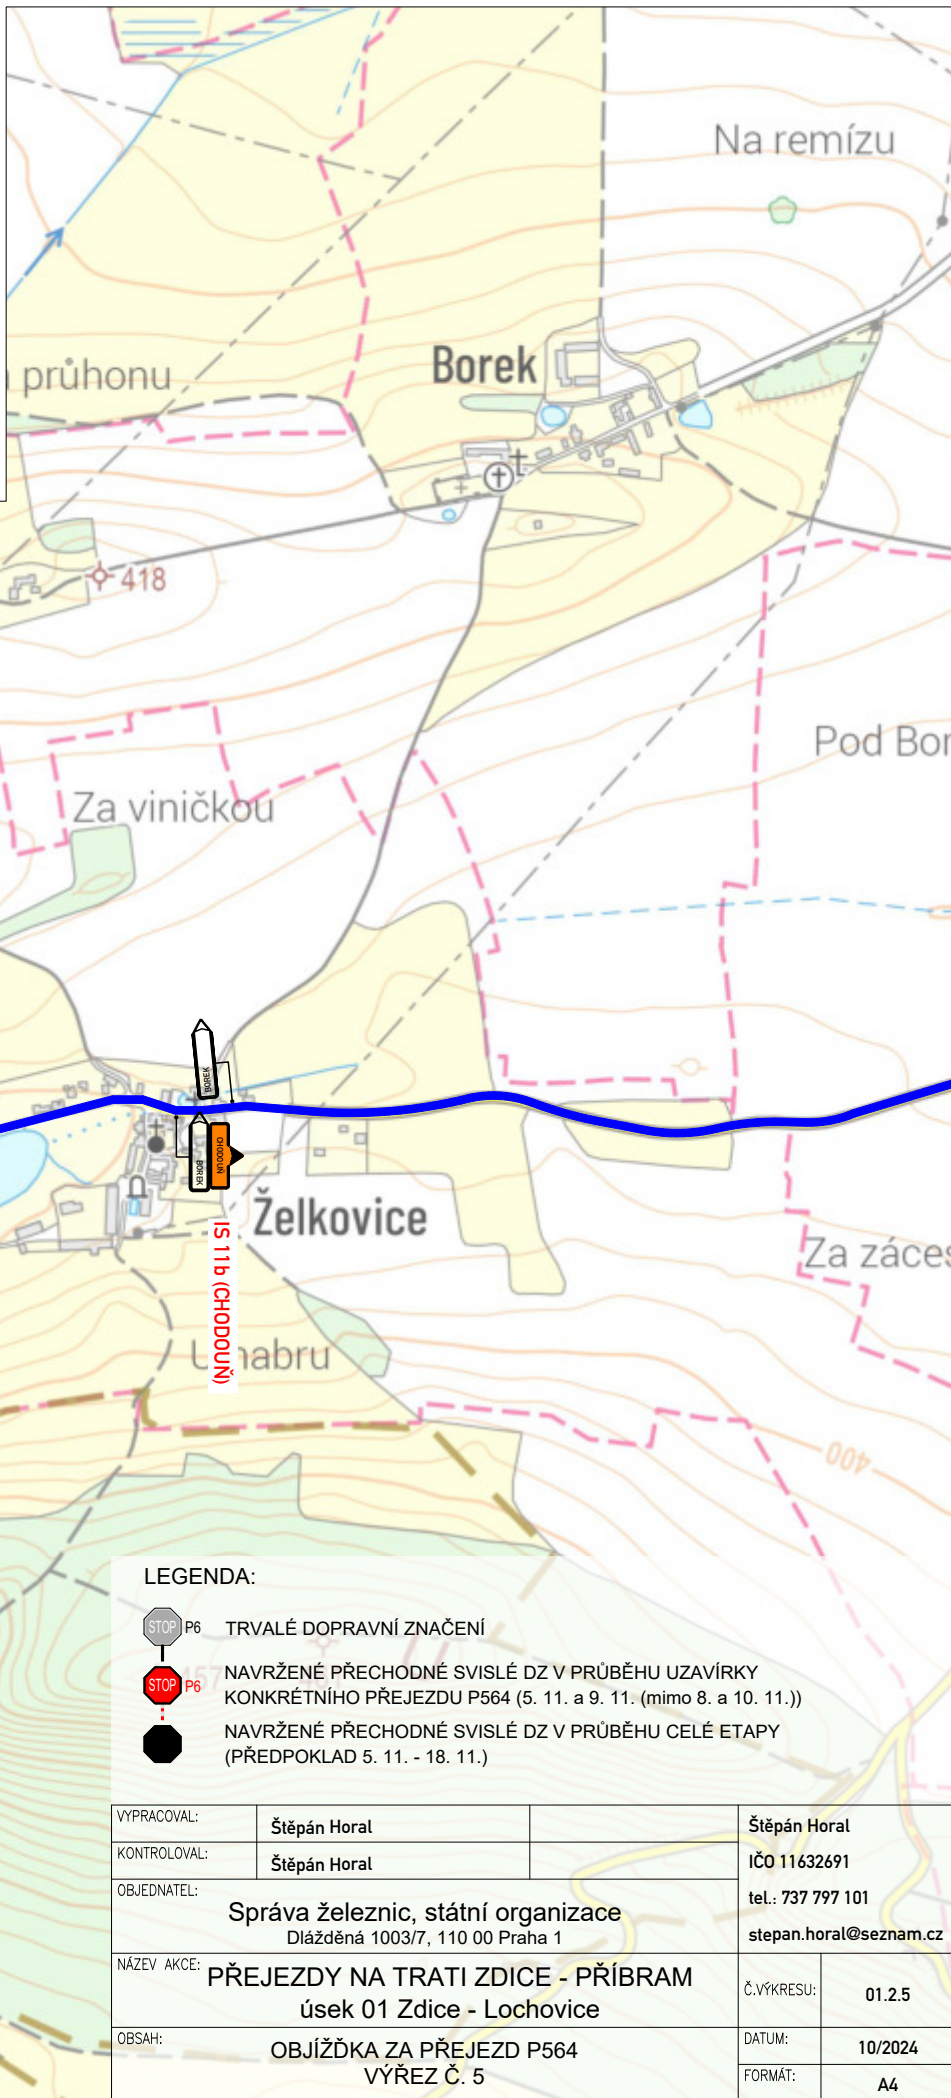 Na remízu
průhonu
Borek
418
Pod Bor
Za viničkou
BOREK
BOREK
CHODOUŇ
Želkovice
IS 11b (CHODOUŇ)
Za záces
habru
400
LEGENDA:
STOP P6 TRVALÉ DOPRAVNÍ ZNAČENÍ
STOP P6 NAVRŽENÉ PŘECHODNÉ SVISLÉ DZ V PRŮBĚHU UZAVÍRKY
KONKRÉTNÍHO PŘEJEZDU P564 (5. 11. a 9. 11. (mimo 8. a 10. 11.))
NAVRŽENÉ PŘECHODNÉ SVISLÉ DZ V PRŮBĚHU CELÉ ETAPY
(PŘEDPOKLAD 5. 11. - 18. 11.)
VYPRACOVAL: Štěpán Horal
KONTROLOVAL: Štěpán Horal
Štěpán Horal
IČO 11632691
tel.: 737 797 101
stepan.horal@seznam.cz
OBJEDNATEL:
Správa železnic, státní organizace
Dlážděná 1003/7, 110 00 Praha 1
NÁZEV AKCE: PŘEJEZDY NA TRATI ZDICE - PŘÍBRAM
úsek 01 Zdice - Lochovice
Č.VÝKRESU: 01.2.5
OBSAH: OBJÍŽĎKA ZA PŘEJEZD P564
VÝŘEZ Č. 5
DATUM: 10/2024
FORMÁT: A4